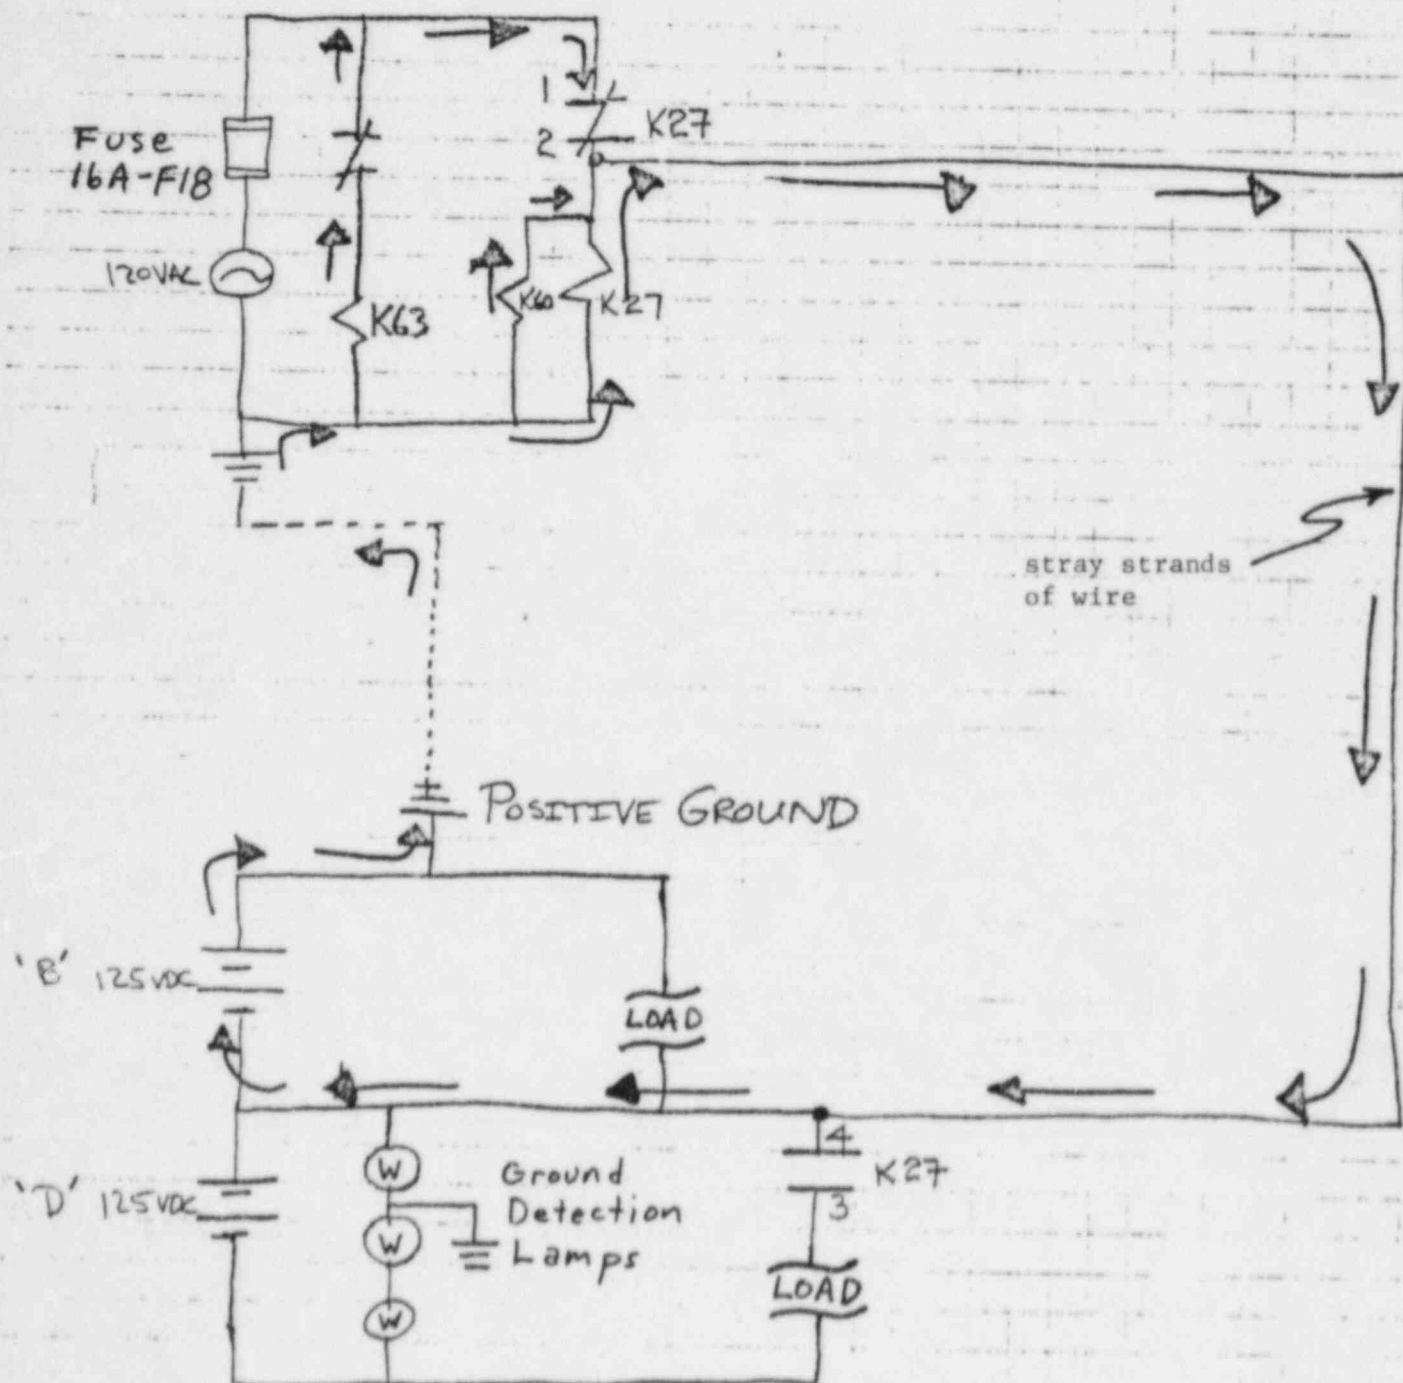 1
2
K27
Fuse
16A-F18
120VAC
K63
K60
K27
stray strands
of wire
POSITIVE GROUND
'B' 125VDC
LOAD
4
K27
3
'D' 125VDC
W
W
W
Ground
Detection
Lamps
LOAD